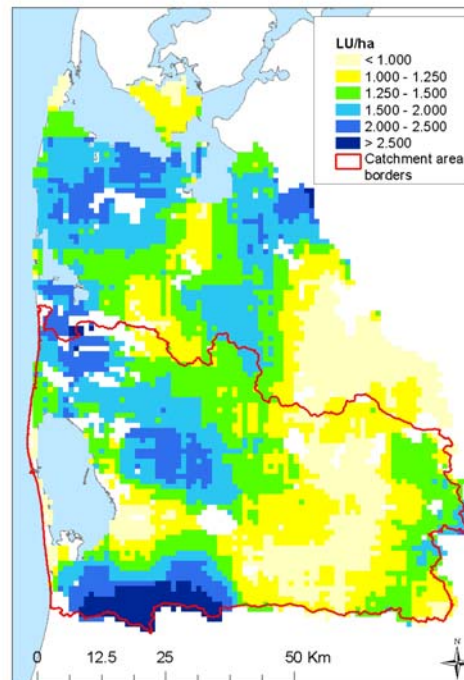 LU/ha
< 1.000
1.000 - 1.250
1.250 - 1.500
1.500 - 2.000
2.000 - 2.500
> 2.500
Catchment area
borders
N
0 12.5 25 50 Km